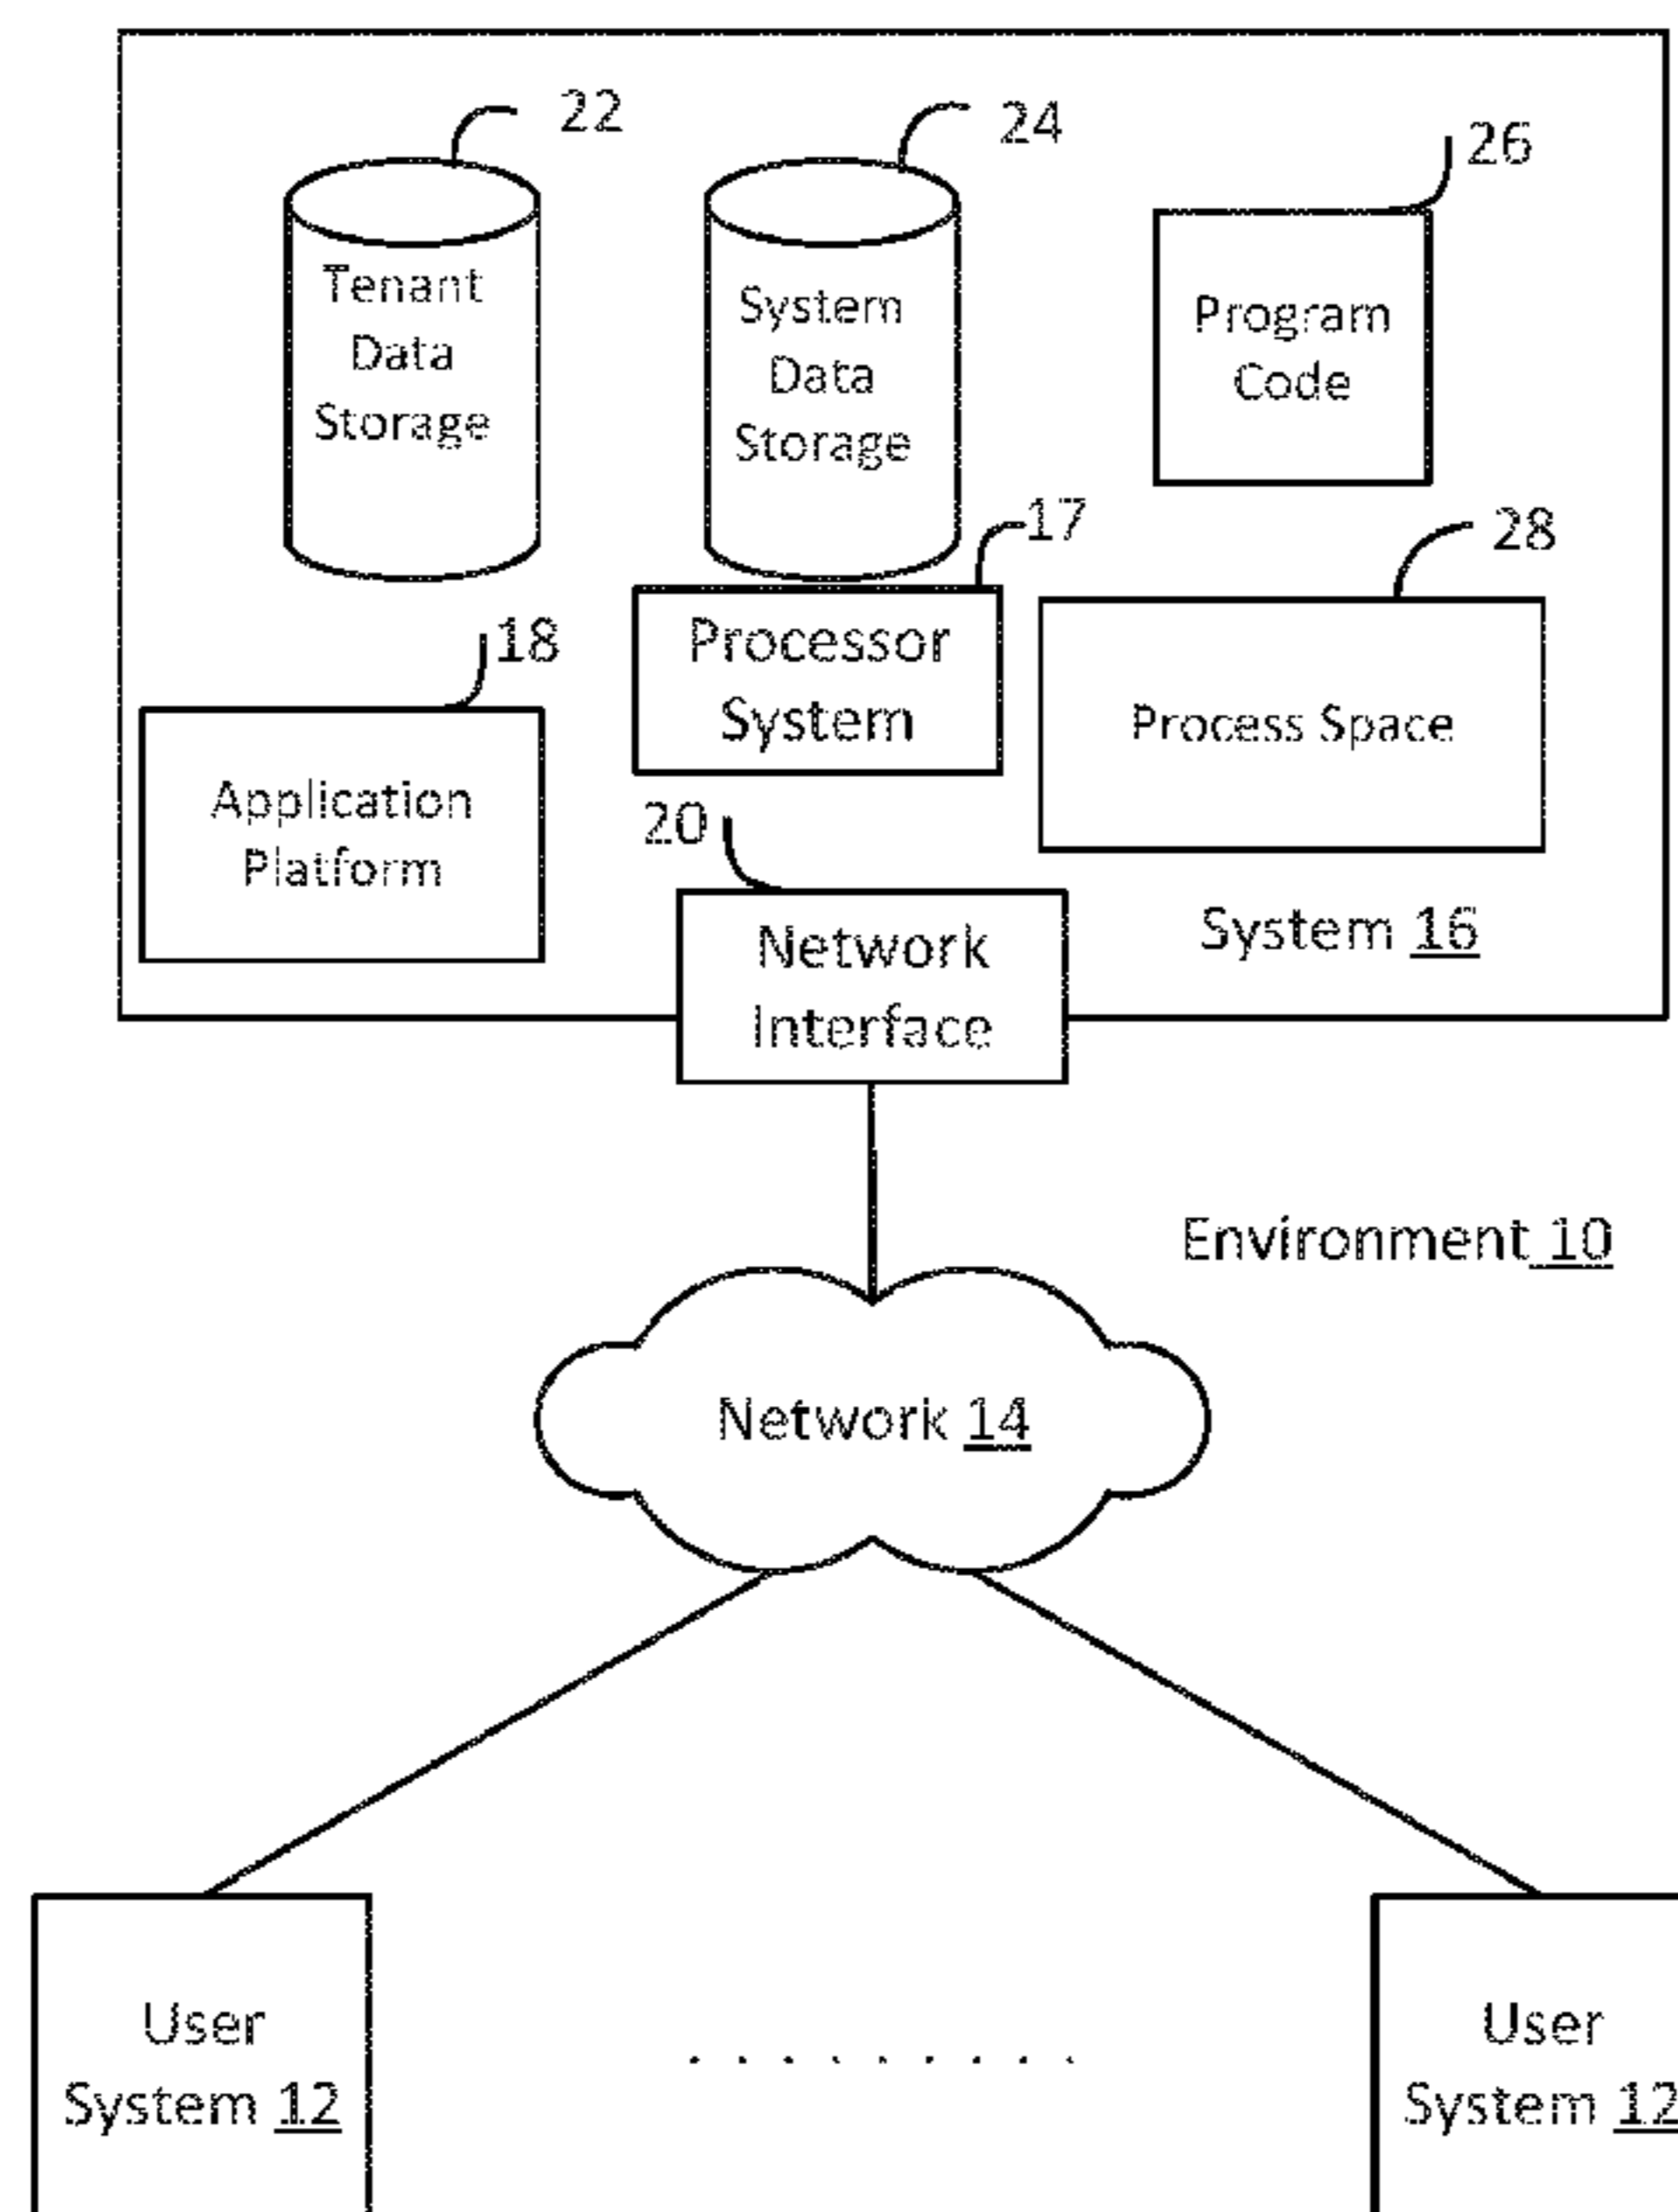 22
24
26
Tenant
Data
Storage
System
Data
Storage
Program
Code
17
28
18
Processor
System
Process Space
Application
Platform
20
Network
Interface
System 16
Environment 10
Network 14
User
System 12
User
System 12